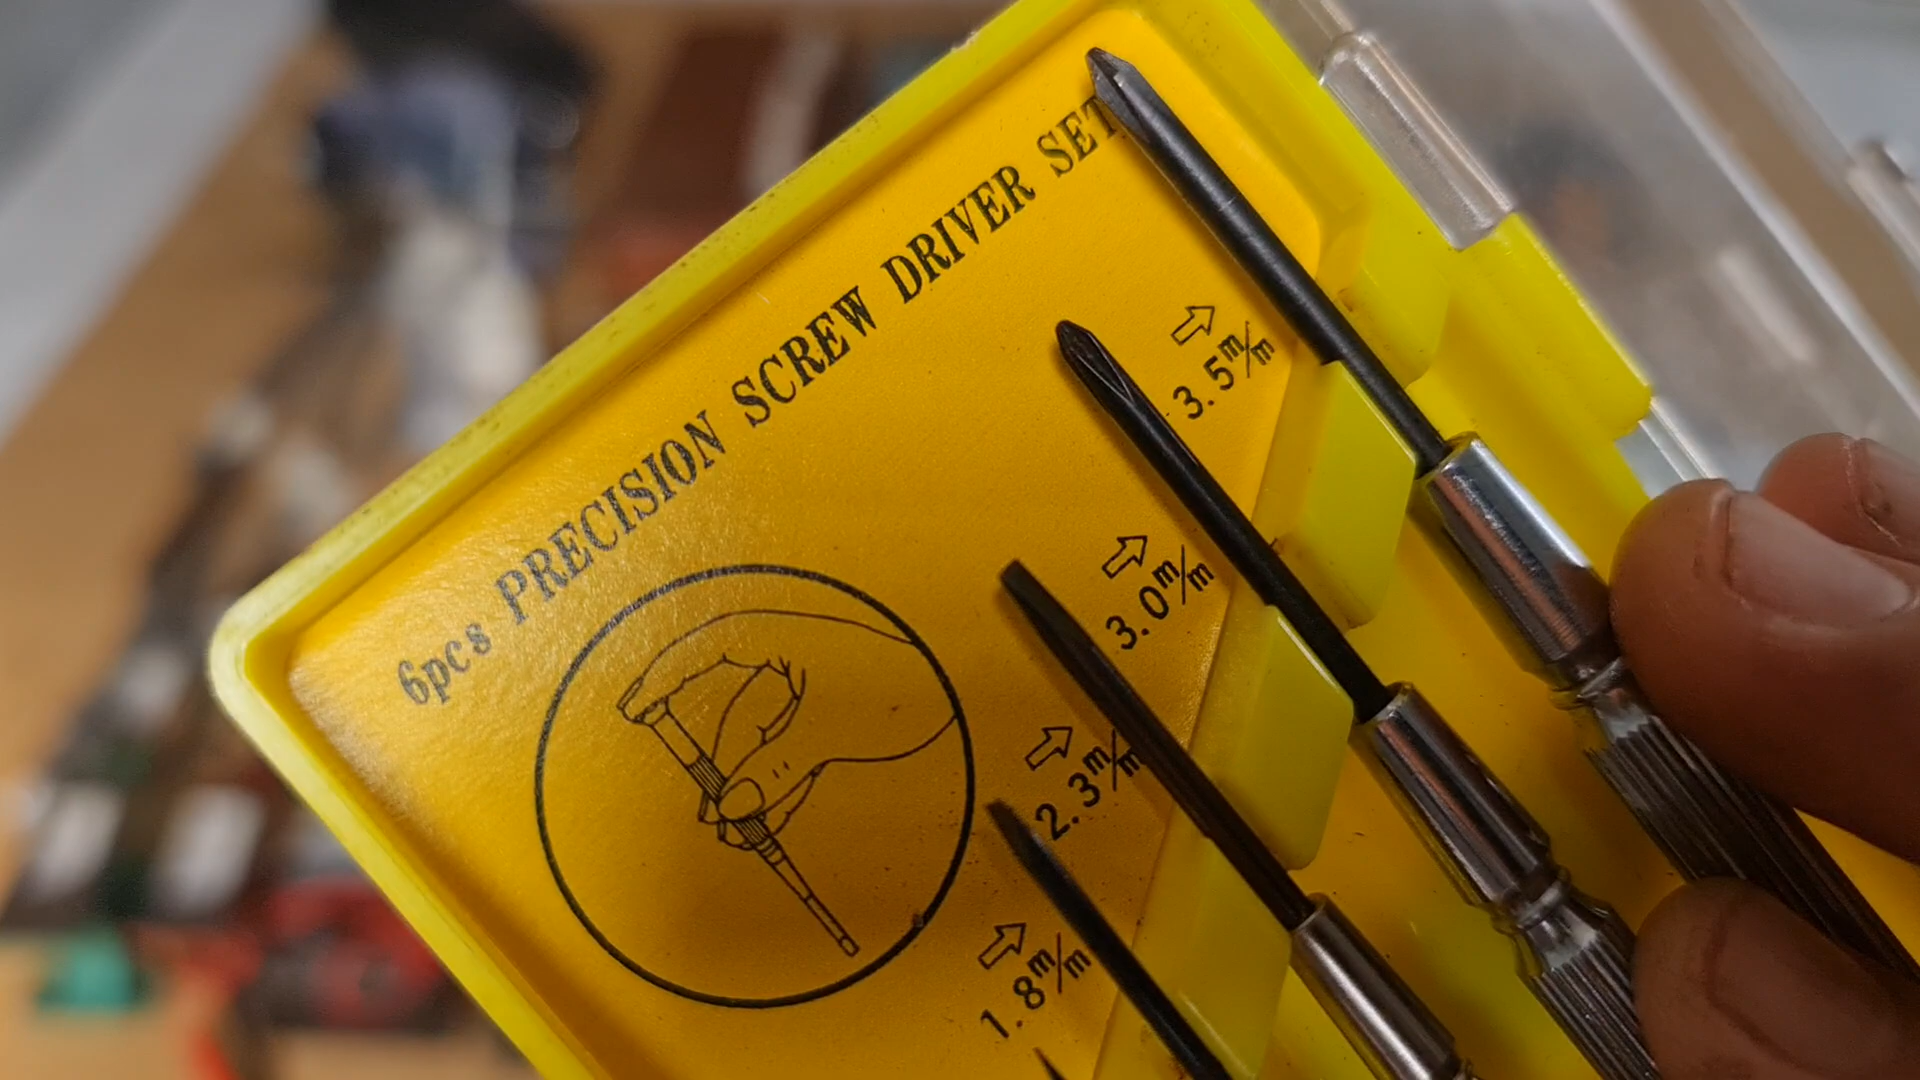 6pcs PRECISION SCREW DRIVER SET
3.5m/m
3.0m/m
2.3m/m
1.8m/m